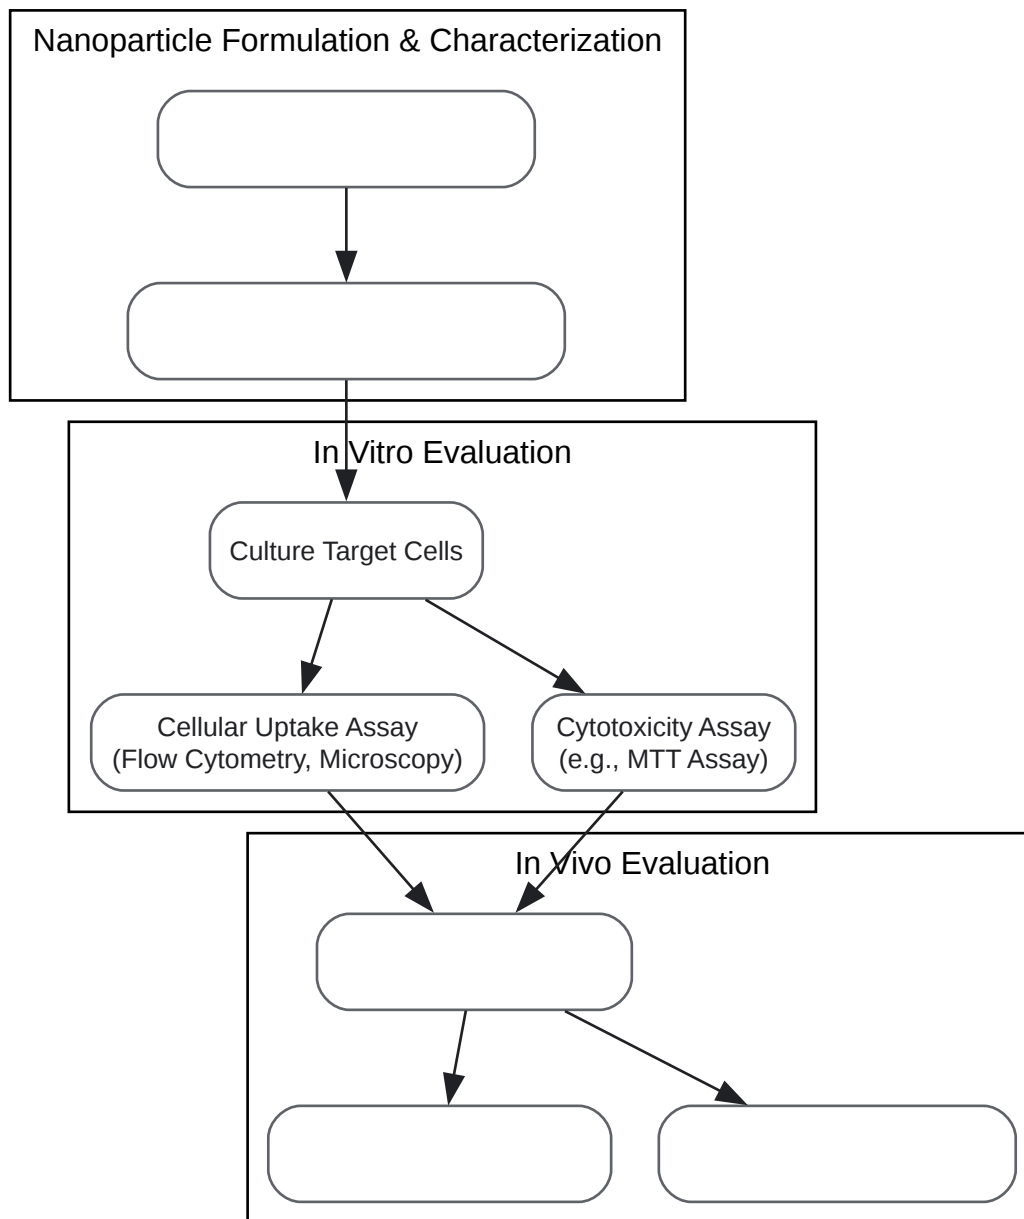 Nanoparticle Formulation & Characterization
In Vitro Evaluation
Culture Target Cells
Cellular Uptake Assay
(Flow Cytometry, Microscopy)
Cytotoxicity Assay
(e.g., MTT Assay)
In Vivo Evaluation